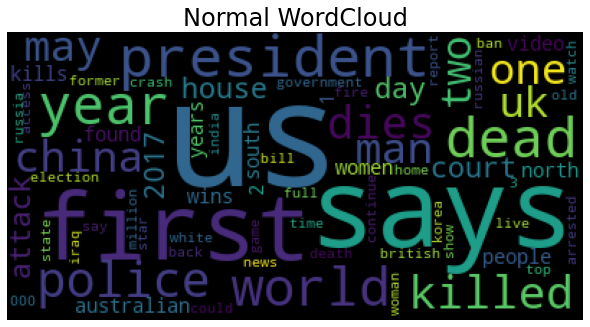 Normal WordCloud
may president two video ban
kills former crash government fire report russian old watch
year us house day one
russia access found india years 1 dies uk dead
china 2017 2 south bill man court north
attack election wins women home people
first says
state iraq say million star full time continue korea show 3 live arrested
white back game death british top
police world news woman killed
000 australian could